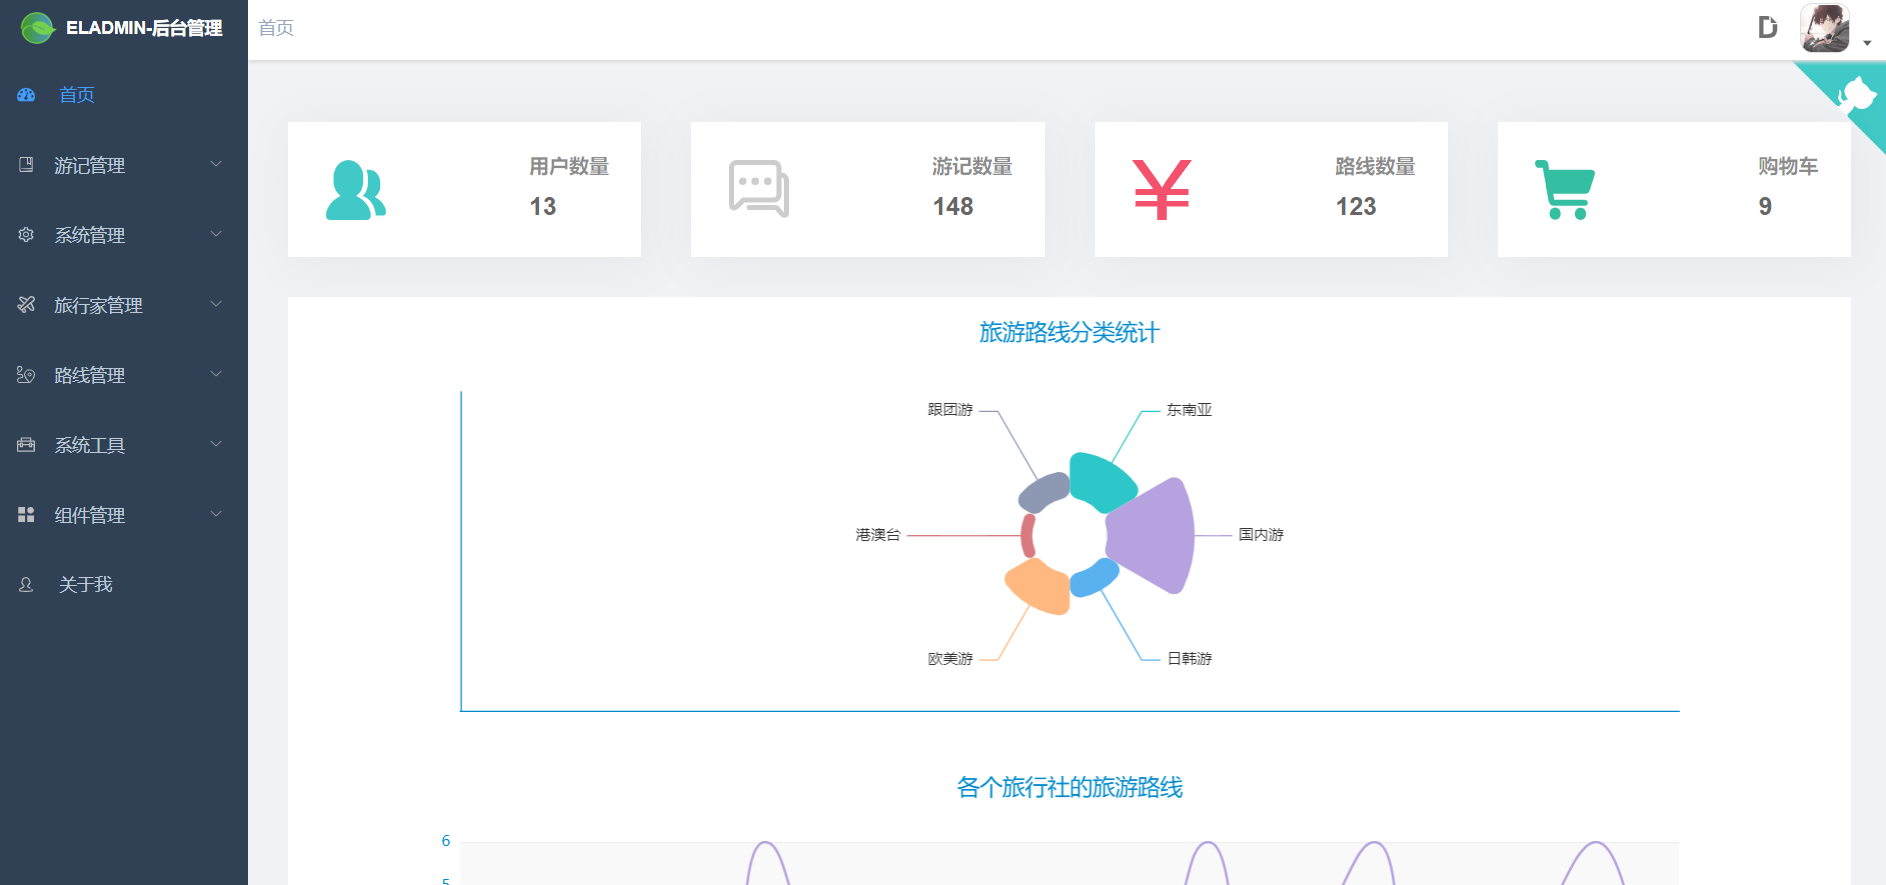 ELADMIN-后台管理
首页
首页
游记管理
系统管理
旅行家管理
路线管理
系统工具
组件管理
关于我
用户数量
13
游记数量
148
路线数量
123
购物车
9
旅游路线分类统计
跟团游
东南亚
港澳台
国内游
欧美游
日韩游
各个旅行社的旅游路线
6
5